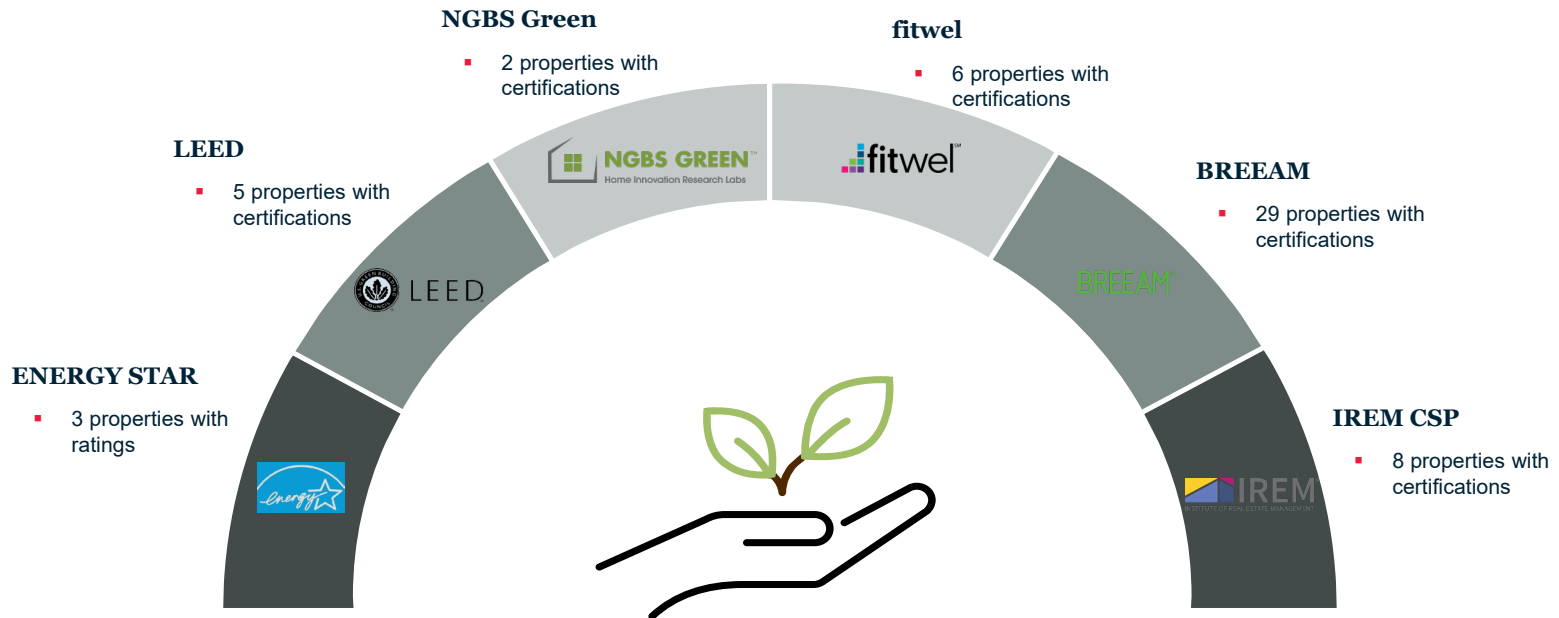 NGBS Green
▪ 2 properties with
certifications
fitwel
▪ 6 properties with
certifications
LEED
▪ 5 properties with
certifications
BREEAM
▪ 29 properties with
certifications
ENERGY STAR
▪ 3 properties with
ratings
IREM CSP
▪ 8 properties with
certifications
NGBS GREEN™
Home Innovation Research Labs
fitwel℠
LEED
BREEAM
energy
IREM
INSTITUTE OF REAL ESTATE MANAGEMENT